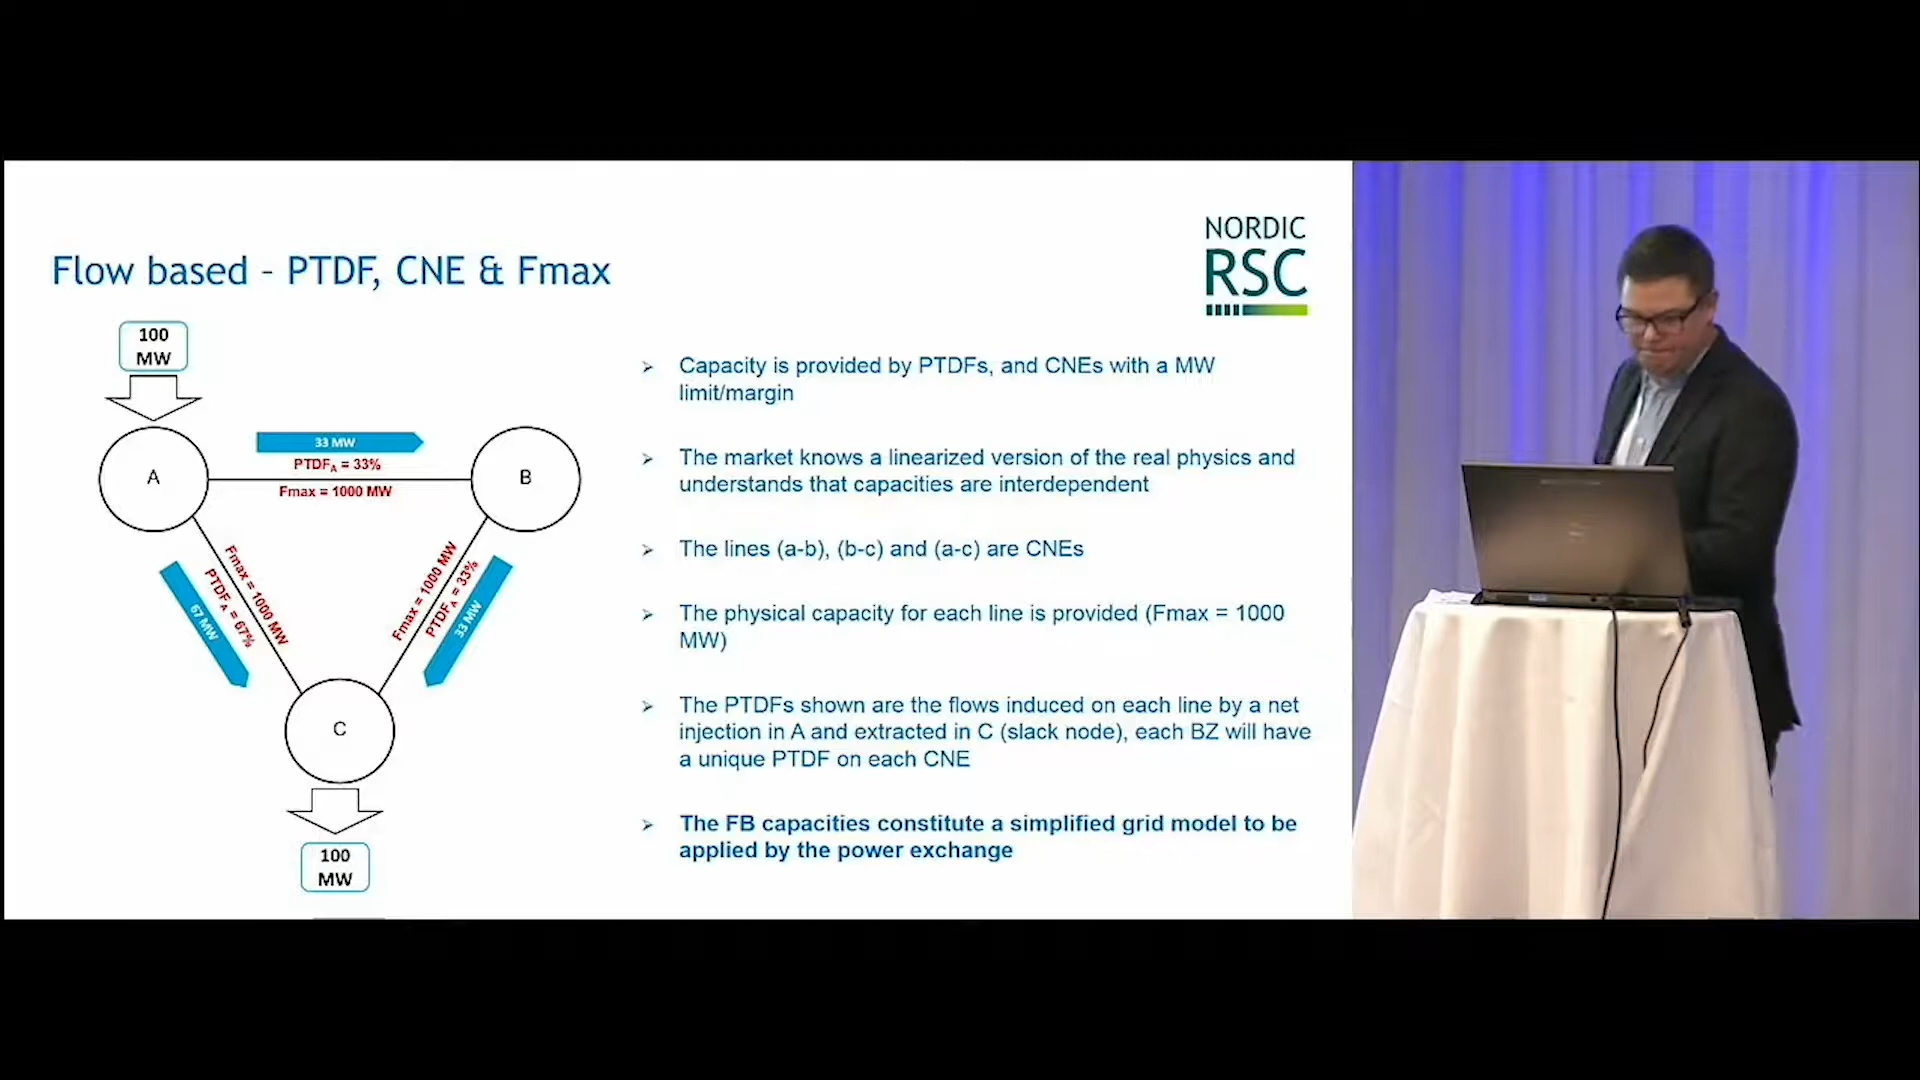 NORDIC
RSC
Flow based - PTDF, CNE & Fmax
100
MW
A
B
C
33 MW
PTDFA = 33%
Fmax = 1000 MW
Fmax = 1000 MW
PTDFA = 67%
67 MW
Fmax = 1000 MW
PTDFA = 33%
33 MW
100
MW
➢ Capacity is provided by PTDFs, and CNEs with a MW
limit/margin
➢ The market knows a linearized version of the real physics and
understands that capacities are interdependent
➢ The lines (a-b), (b-c) and (a-c) are CNEs
➢ The physical capacity for each line is provided (Fmax = 1000
MW)
➢ The PTDFs shown are the flows induced on each line by a net
injection in A and extracted in C (slack node), each BZ will have
a unique PTDF on each CNE
➢ The FB capacities constitute a simplified grid model to be
applied by the power exchange